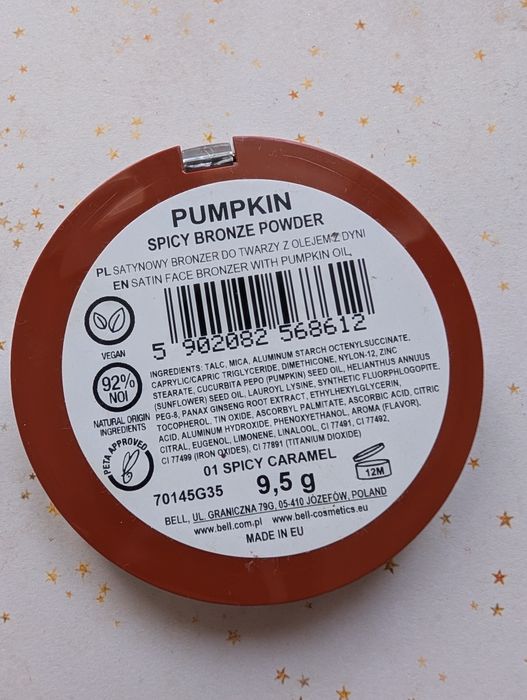 PUMPKIN
SPICY BRONZE POWDER
PL SATYNOWY BRONZER DO TWARZY Z OLEJEM Z DYNI
EN SATIN FACE BRONZER WITH PUMPKIN OIL
5 902082 568612
VEGAN
92%
NOI
NATURAL ORIGIN
INGREDIENTS
PETA APPROVED
INGREDIENTS: TALC, MICA, ALUMINUM STARCH OCTENYLSUCCINATE,
CAPRYLIC/CAPRIC TRIGLYCERIDE, DIMETHICONE, NYLON-12, ZINC
STEARATE, CUCURBITA PEPO (PUMPKIN) SEED OIL, HELIANTHUS ANNUUS
(SUNFLOWER) SEED OIL, LAUROYL LYSINE, SYNTHETIC FLUORPHLOGOPITE,
PEG-8, PANAX GINSENG ROOT EXTRACT, ETHYLHEXYLGLYCERIN,
TOCOPHEROL, TIN OXIDE, ASCORBYL PALMITATE, ASCORBIC ACID, CITRIC
ACID, ALUMINUM HYDROXIDE, PHENOXYETHANOL, AROMA (FLAVOR),
CITRAL, EUGENOL, LIMONENE, LINALOOL, CI 77491, CI 77492,
CI 77499 (IRON OXIDES), CI 77891 (TITANIUM DIOXIDE)
01 SPICY CARAMEL
70145G35 9,5 g
12M
BELL, UL. GRANICZNA 79G, 05-410 JÓZEFÓW, POLAND
www.bell.com.pl www.bell-cosmetics.eu
MADE IN EU